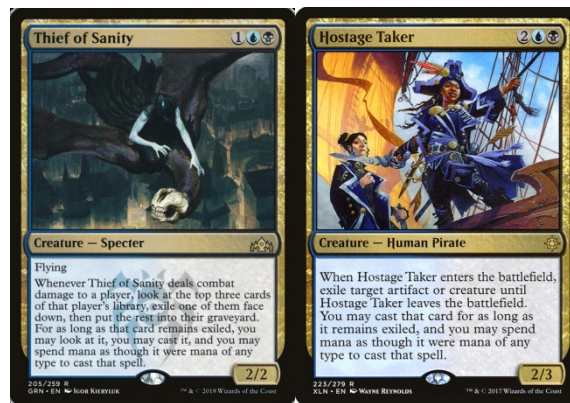 Thief of Sanity 1
Creature — Specter
Flying
Whenever Thief of Sanity deals combat
damage to a player, look at the top three cards
of that player's library, exile one of them face
down, then put the rest into their graveyard.
For as long as that card remains exiled, you
may look at it, you may cast it, and you may
spend mana as though it were mana of any
type to cast that spell.
2/2
205/259 R
GRN • EN IGOR KIERYLUK
™ & © 2018 Wizards of the Coast
Hostage Taker 2
Creature — Human Pirate
When Hostage Taker enters the battlefield,
exile target artifact or creature until
Hostage Taker leaves the battlefield.
You may cast that card for as long as
it remains exiled, and you may spend
mana as though it were mana of any
type to cast that spell.
2/3
223/279 R
XLN • EN WAYNE REYNOLDS
™ & © 2017 Wizards of the Coast